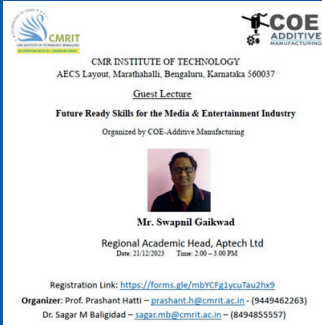 CMRIT
COE
ADDITIVE
MANUFACTURING
CMR INSTITUTE OF TECHNOLOGY
AECS Layout, Marathahalli, Bengaluru, Karnataka 560037
Guest Lecture
Future Ready Skills for the Media & Entertainment Industry
Organized by COE-Additive Manufacturing
Mr. Swapnil Gaikwad
Regional Academic Head, Aptech Ltd
Date: 21/12/2023 Time: 2.00 – 3.00 PM
Registration Link: https://forms.gle/mbYCFg1ycuTau2hx9
Organizer: Prof. Prashant Hatti – prashant.h@cmrit.ac.in - (9449462263)
Dr. Sagar M Baligidad – sagar.mb@cmrit.ac.in – (8494855557)